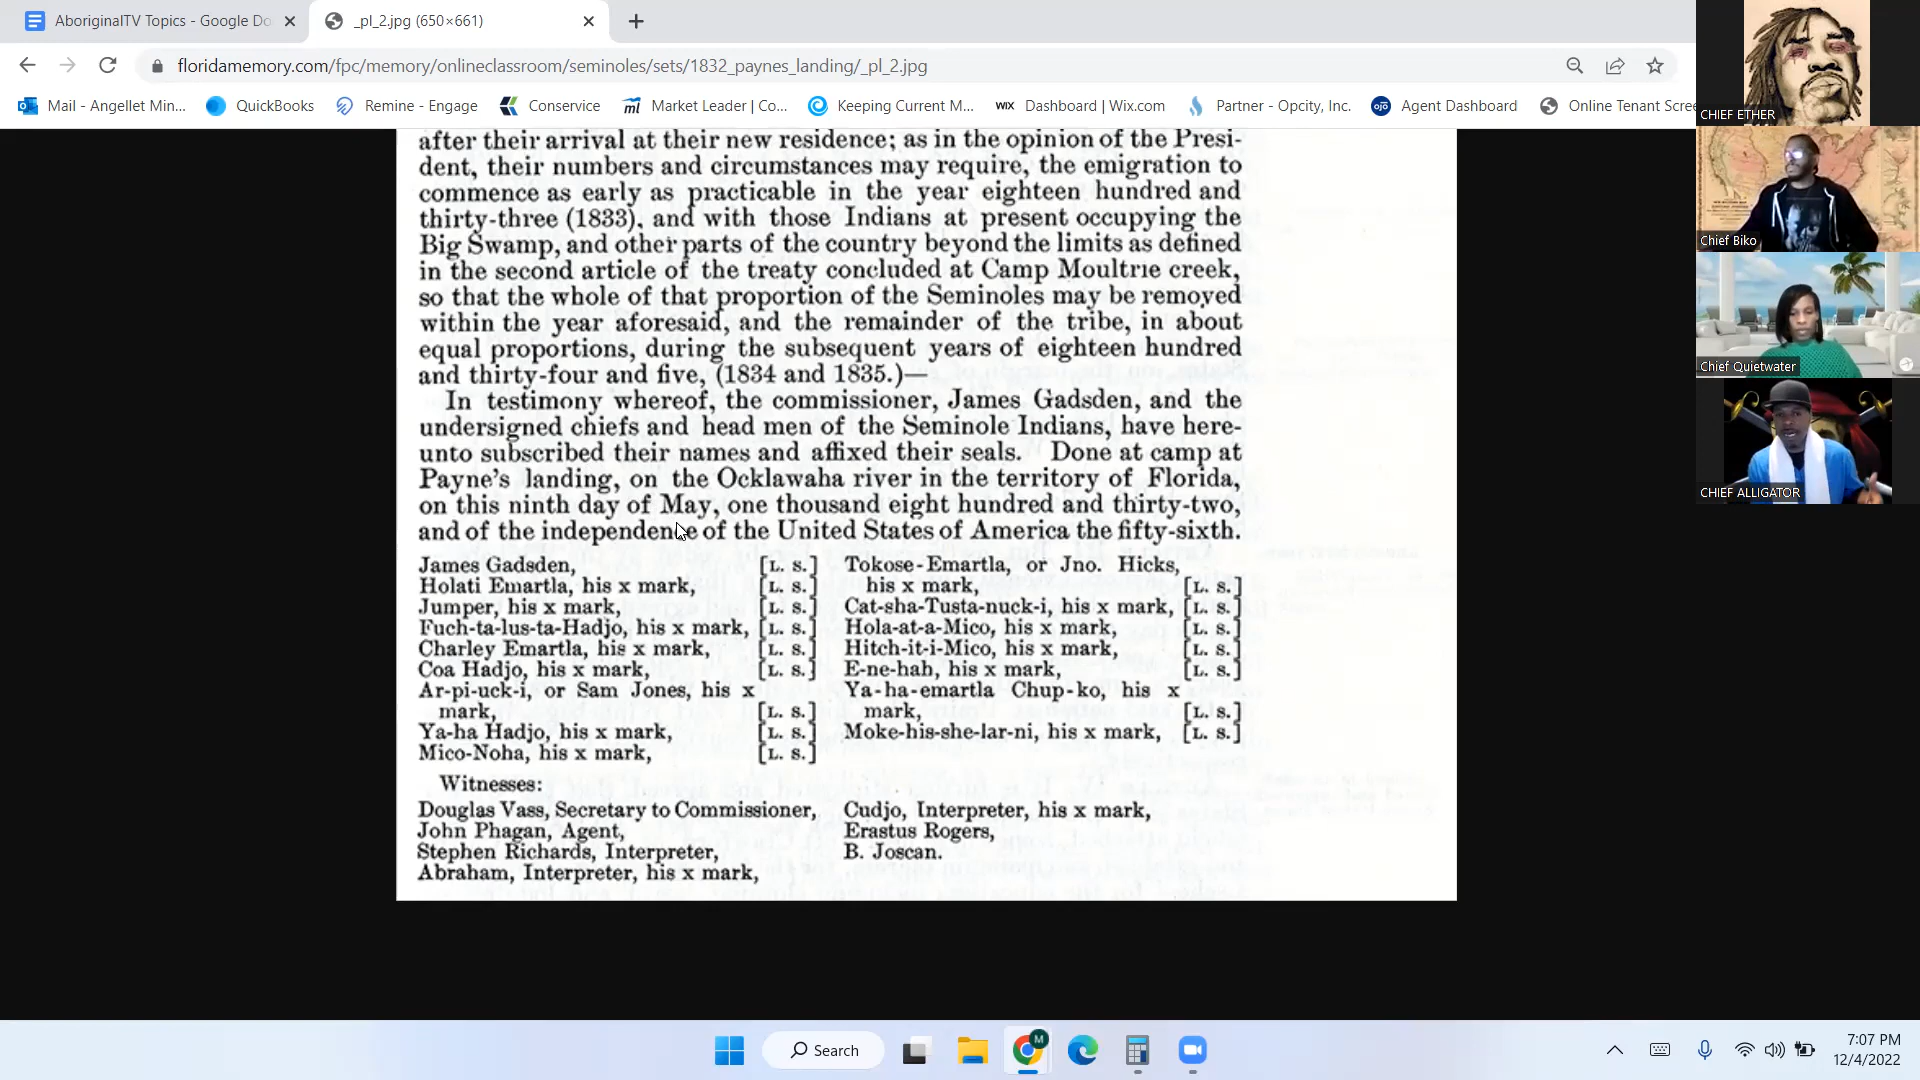 AboriginalTV Topics - Google Do
_pl_2.jpg (650×661)
floridamemory.com/fpc/memory/onlineclassroom/seminoles/sets/1832_paynes_landing/_pl_2.jpg
Mail - Angellet Min...
QuickBooks
Remine - Engage
Conservice
Market Leader | Co...
Keeping Current M...
WIX Dashboard | Wix.com
Partner - Opcity, Inc.
ojo Agent Dashboard
Online Tenant Scre
CHIEF ETHER
Chief Biko
Chief Quietwater
CHIEF ALLIGATOR
after their arrival at their new residence; as in the opinion of the Presi-
dent, their numbers and circumstances may require, the emigration to
commence as early as practicable in the year eighteen hundred and
thirty-three (1833), and with those Indians at present occupying the
Big Swamp, and other parts of the country beyond the limits as defined
in the second article of the treaty concluded at Camp Moultrie creek,
so that the whole of that proportion of the Seminoles may be removed
within the year aforesaid, and the remainder of the tribe, in about
equal proportions, during the subsequent years of eighteen hundred
and thirty-four and five, (1834 and 1835.)—
In testimony whereof, the commissioner, James Gadsden, and the
undersigned chiefs and head men of the Seminole Indians, have here-
unto subscribed their names and affixed their seals. Done at camp at
Payne's landing, on the Ocklawaha river in the territory of Florida,
on this ninth day of May, one thousand eight hundred and thirty-two,
and of the independence of the United States of America the fifty-sixth.
James Gadsden, [L. S.]
Holati Emartla, his x mark, [L. S.]
Jumper, his x mark, [L. S.]
Fuch-ta-lus-ta-Hadjo, his x mark, [L. S.]
Charley Emartla, his x mark, [L. S.]
Coa Hadjo, his x mark, [L. S.]
Ar-pi-uck-i, or Sam Jones, his x
mark, [L. S.]
Ya-ha Hadjo, his x mark, [L. S.]
Mico-Noha, his x mark, [L. S.]
Tokose-Emartla, or Jno. Hicks,
his x mark, [L. S.]
Cat-sha-Tusta-nuck-i, his x mark, [L. S.]
Hola-at-a-Mico, his x mark, [L. S.]
Hitch-it-i-Mico, his x mark, [L. S.]
E-ne-hah, his x mark, [L. S.]
Ya-ha-emartla Chup-ko, his x
mark, [L. S.]
Moke-his-she-lar-ni, his x mark, [L. S.]
Witnesses:
Douglas Vass, Secretary to Commissioner,
John Phagan, Agent,
Stephen Richards, Interpreter,
Abraham, Interpreter, his x mark,
Cudjo, Interpreter, his x mark,
Erastus Rogers,
B. Joscan.
Search
M
7:07 PM
12/4/2022